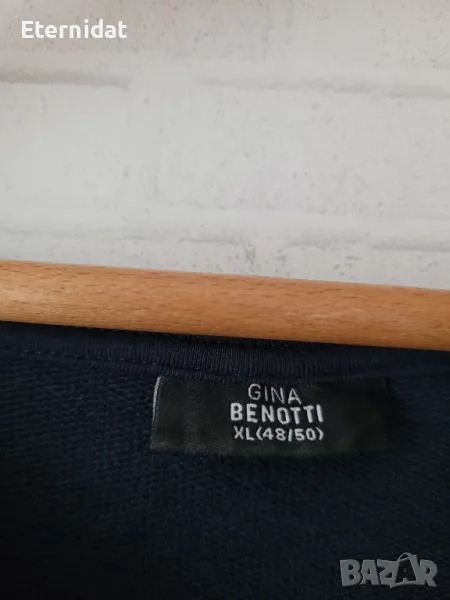 Eternidat
GINA
BENOTTI
XL(48/50)
BAZAR